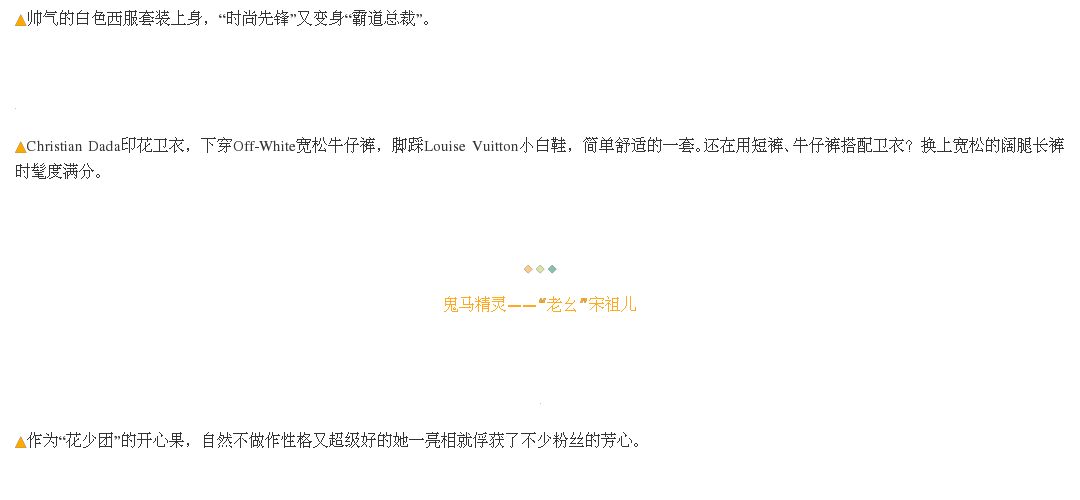 ▲帅气的白色西服套装上身，“时尚先锋”又变身“霸道总裁”。
▲Christian Dada印花卫衣，下穿Off-White宽松牛仔裤，脚踩Louise Vuitton小白鞋，简单舒适的一套。还在用短裤、牛仔裤搭配卫衣？换上宽松的阔腿长裤
时髦度满分。
鬼马精灵——“老幺”宋祖儿
▲作为“花少团”的开心果，自然不做作性格又超级好的她一亮相就俘获了不少粉丝的芳心。